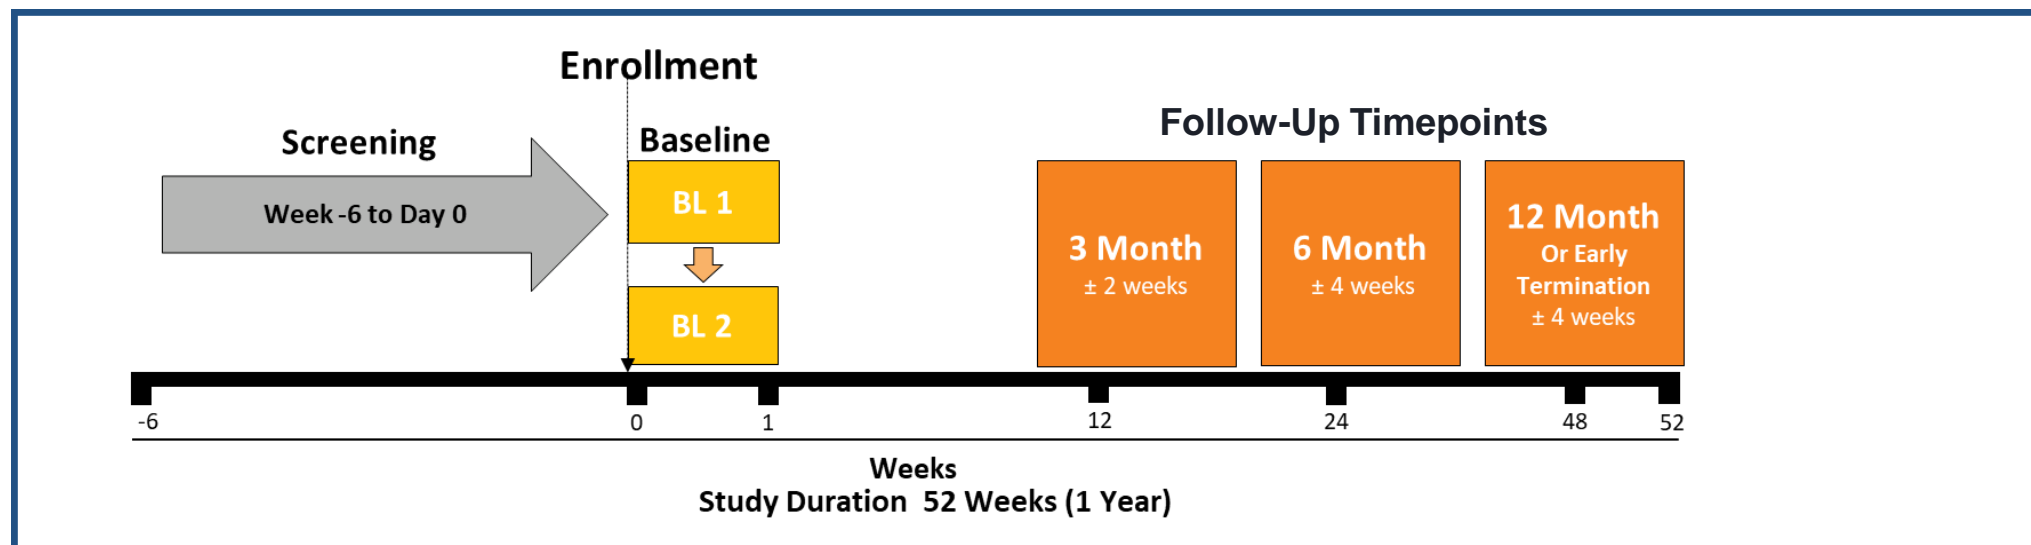 Enrollment
Screening
Week -6 to Day 0
Baseline
BL 1
BL 2
Follow-Up Timepoints
3 Month
± 2 weeks
6 Month
± 4 weeks
12 Month
Or Early
Termination
± 4 weeks
-6 0 1 12 24 48 52
Weeks
Study Duration 52 Weeks (1 Year)